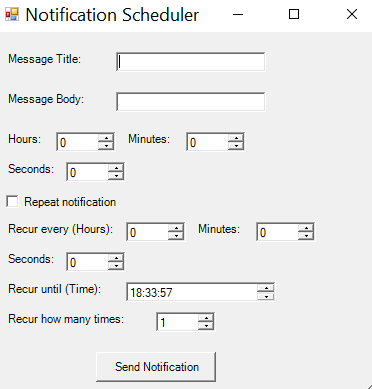 Notification Scheduler
Message Title:
Message Body:
Hours: 0 Minutes: 0
Seconds: 0
Repeat notification
Recur every (Hours): 0 Minutes: 0
Seconds: 0
Recur until (Time): 18:33:57
Recur how many times: 1
Send Notification